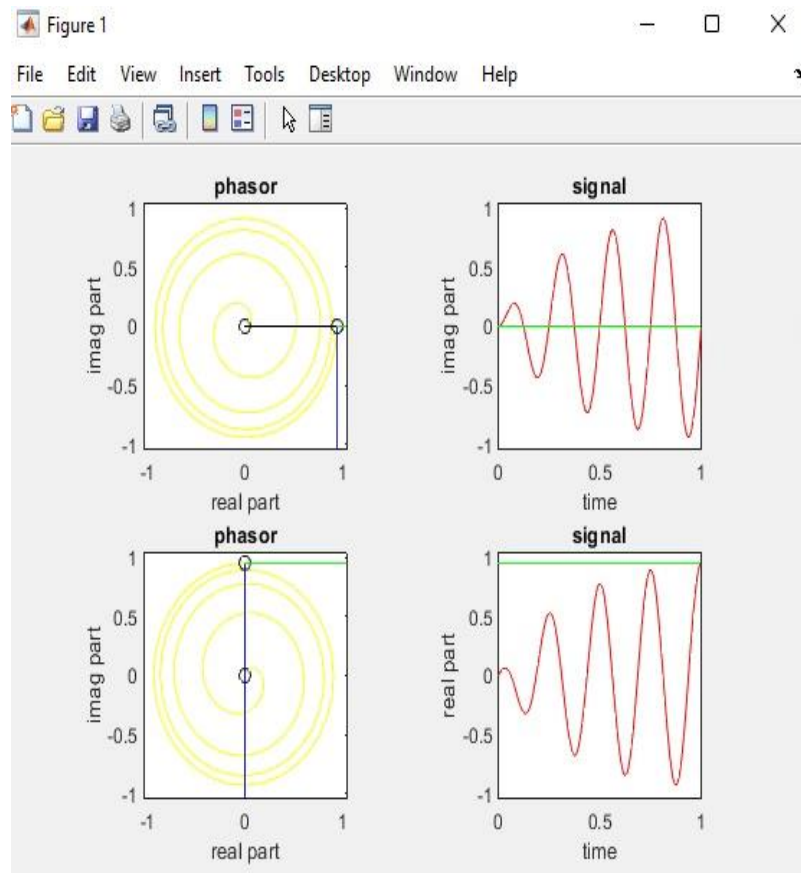 Figure 1
File Edit View Insert Tools Desktop Window Help
phasor
imag part
1
0.5
0
-0.5
-1
-1 0 1
real part
signal
imag part
1
0.5
0
-0.5
-1
0 0.5 1
time
phasor
imag part
1
0.5
0
-0.5
-1
-1 0 1
real part
signal
real part
1
0.5
0
-0.5
-1
0 0.5 1
time